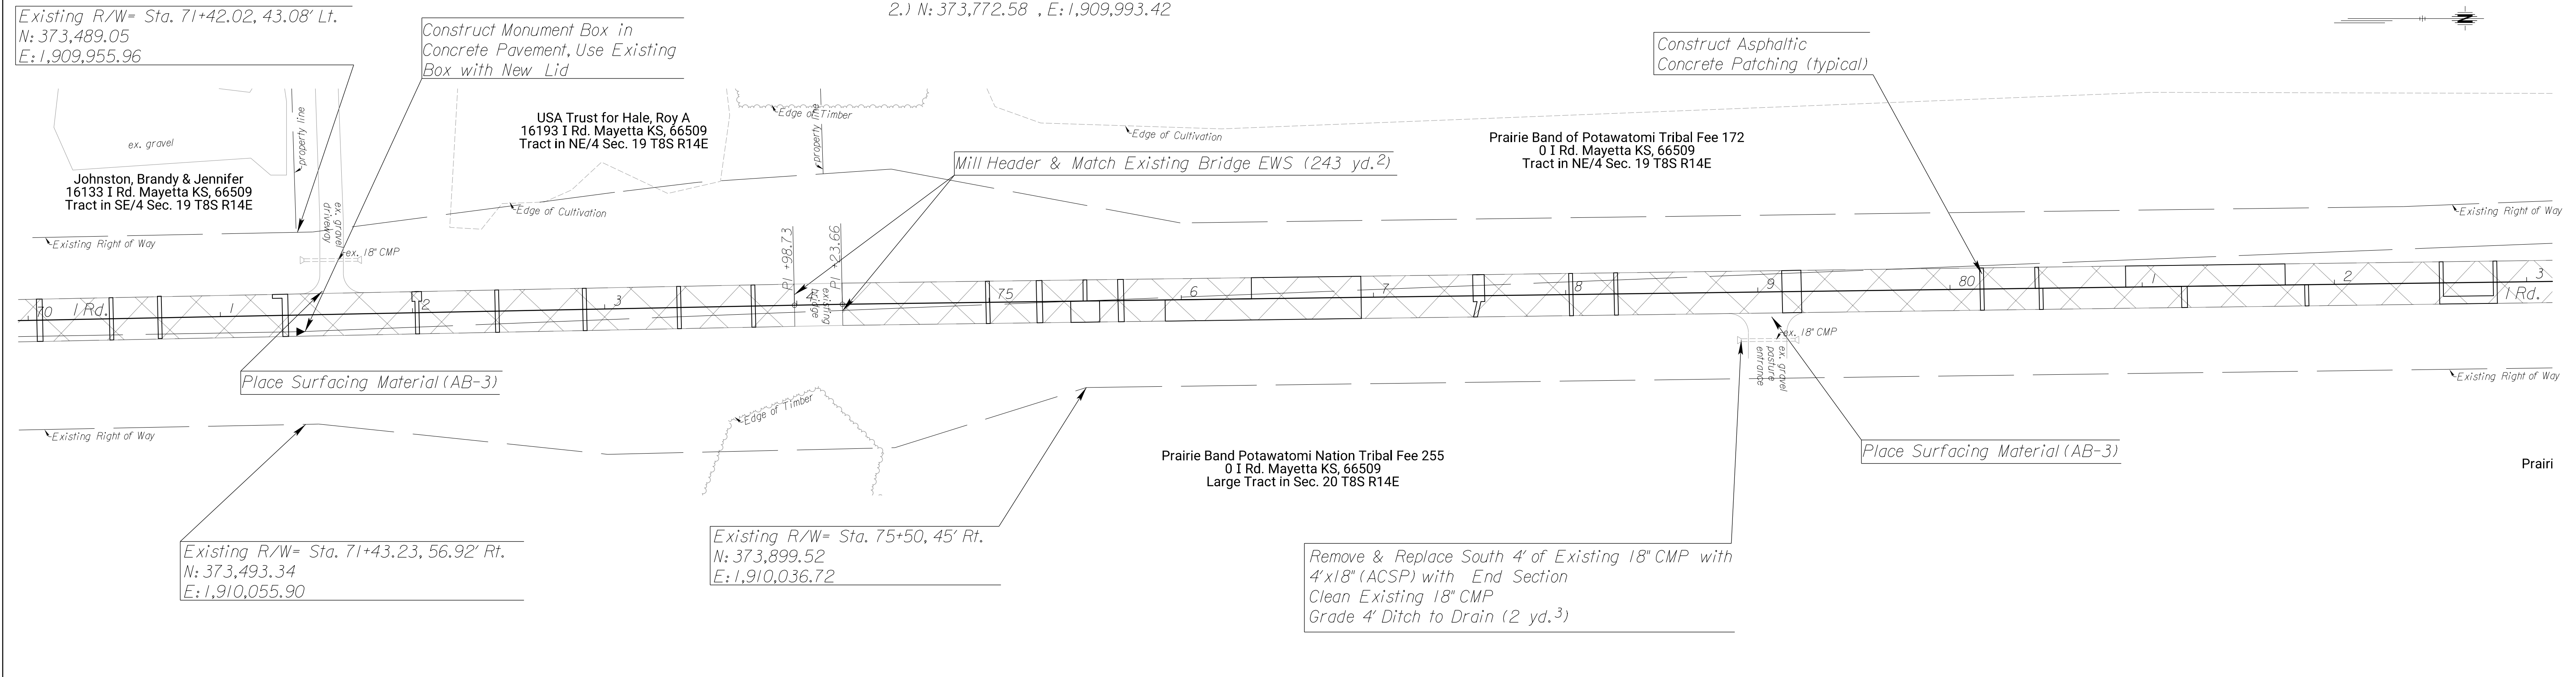 Existing R/W= Sta. 71+42.02, 43.08' Lt.
N: 373,489.05
E: 1,909,955.96
Construct Monument Box in
Concrete Pavement, Use Existing
Box with New Lid
2.) N: 373,772.58 , E: 1,909,993.42
N
Construct Asphaltic
Concrete Patching (typical)
ex. gravel
property line
Johnston, Brandy & Jennifer
16133 I Rd. Mayetta KS, 66509
Tract in SE/4 Sec. 19 T8S R14E
USA Trust for Hale, Roy A
16193 I Rd. Mayetta KS, 66509
Tract in NE/4 Sec. 19 T8S R14E
Edge of Timber
property line
Edge of Cultivation
Prairie Band of Potawatomi Tribal Fee 172
0 I Rd. Mayetta KS, 66509
Tract in NE/4 Sec. 19 T8S R14E
Mill Header & Match Existing Bridge EWS (243 yd.2)
Edge of Cultivation
Existing Right of Way
ex. gravel
driveway
ex. 18" CMP
Existing Right of Way
P.I +98.73
P.I +23.66
existing
bridge
70
I Rd.
1
2
3
4
75
6
7
8
9
80
1
2
3
I Rd.
ex. 18" CMP
ex. gravel
pasture
entrance
Place Surfacing Material (AB-3)
Existing Right of Way
Existing Right of Way
Edge of Timber
Place Surfacing Material (AB-3)
Prairie Band Potawatomi Nation Tribal Fee 255
0 I Rd. Mayetta KS, 66509
Large Tract in Sec. 20 T8S R14E
Prairi
Existing R/W= Sta. 71+43.23, 56.92' Rt.
N: 373,493.34
E: 1,910,055.90
Existing R/W= Sta. 75+50, 45' Rt.
N: 373,899.52
E: 1,910,036.72
Remove & Replace South 4' of Existing 18" CMP with
4'x18" (ACSP) with End Section
Clean Existing 18" CMP
Grade 4' Ditch to Drain (2 yd.3)